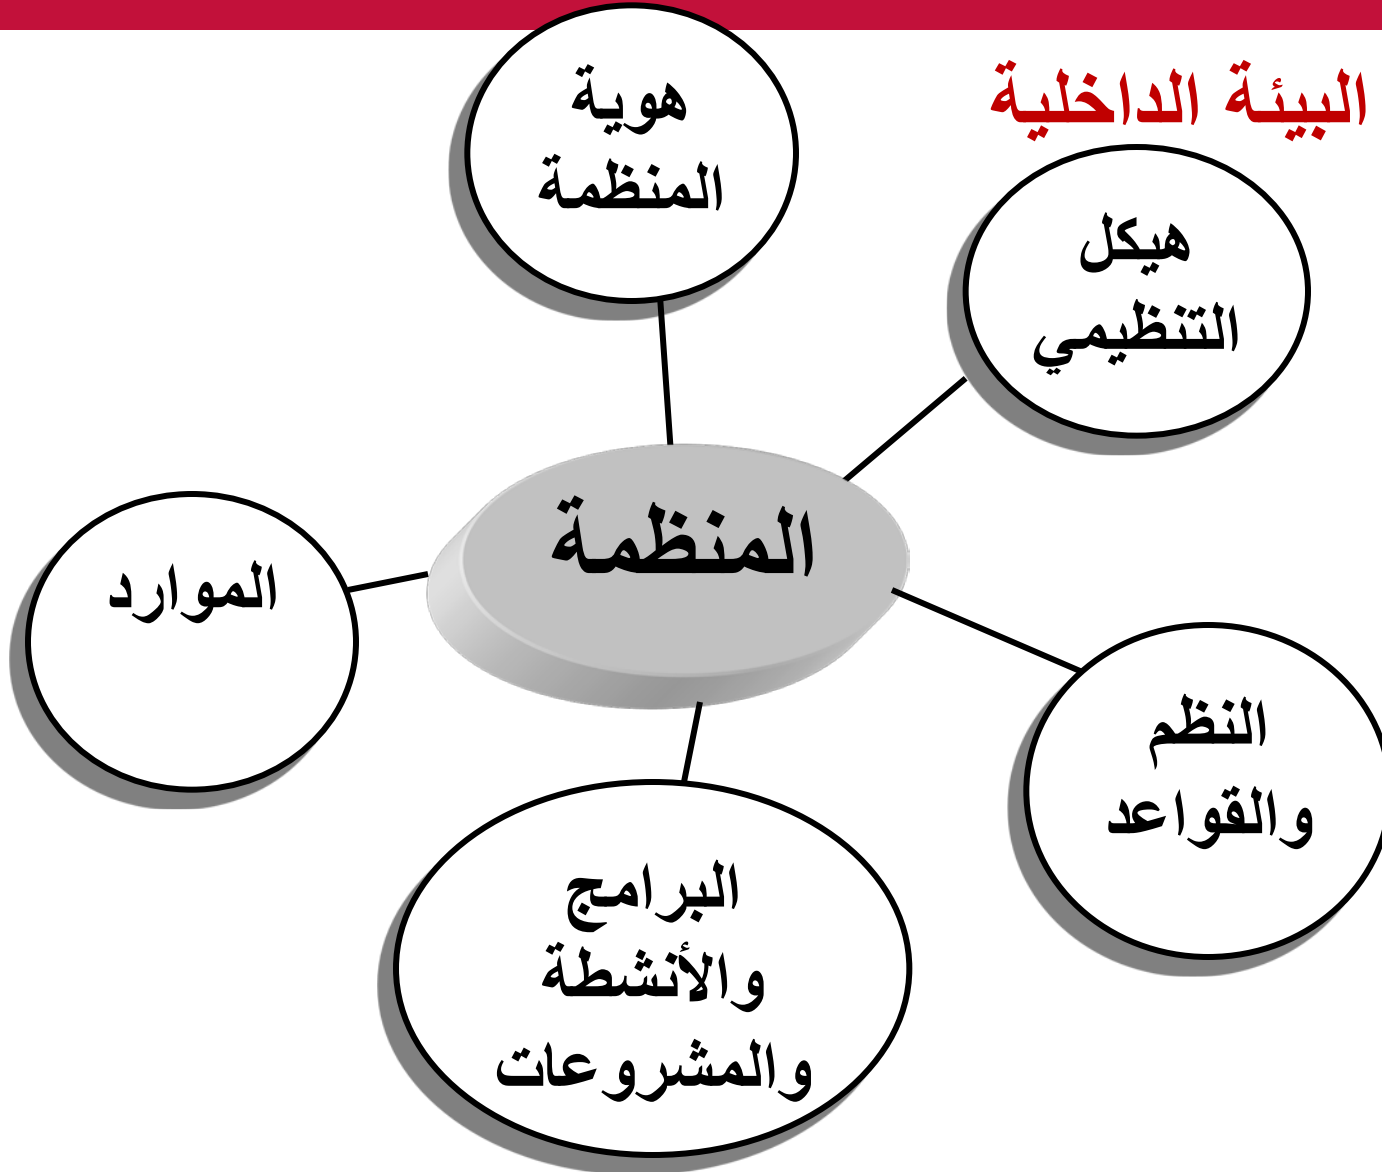 البيئة الداخلية
هوية
المنظمة
هيكل
التنظيمي
المنظمة
الموارد
النظم
والقواعد
البرامج
والأنشطة
والمشروعات